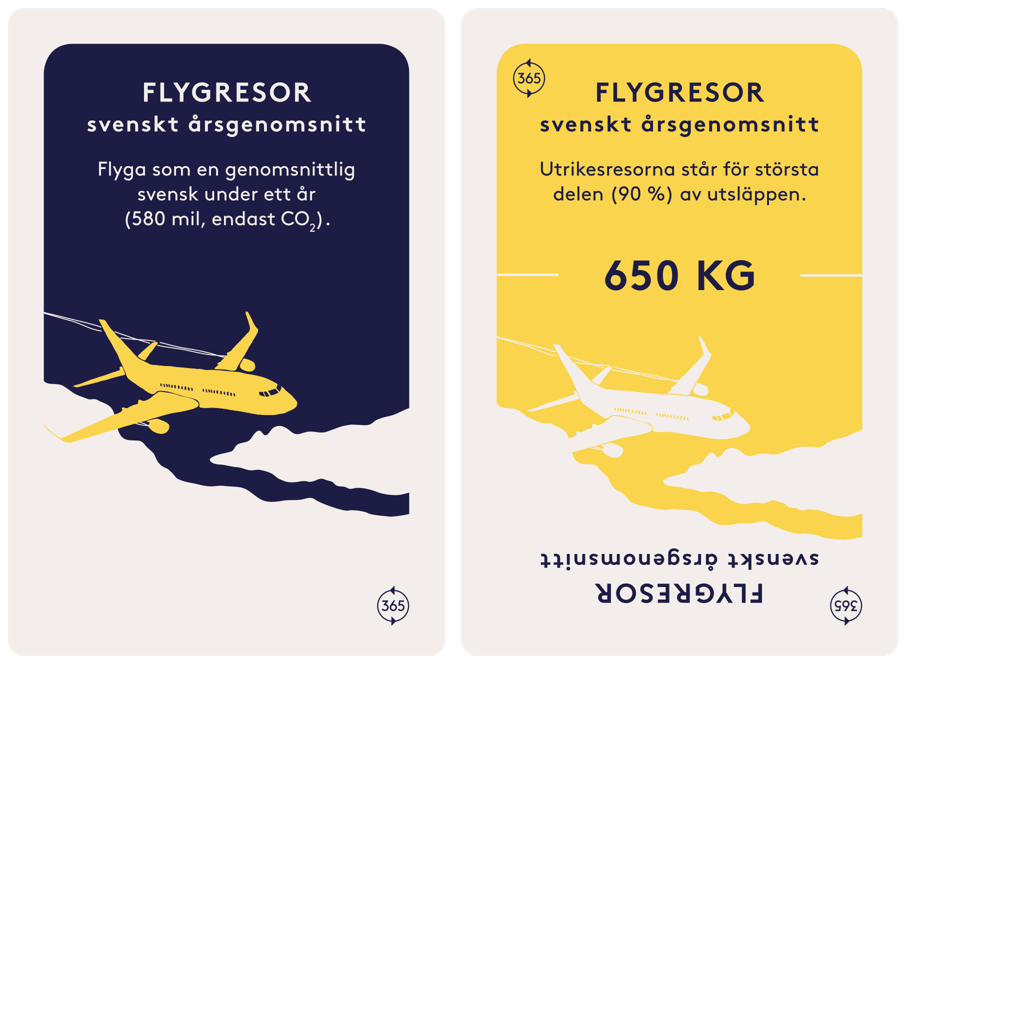 FLYGRESOR
svenskt årsgenomsnitt
Flyga som en genomsnittlig
svensk under ett år
(580 mil, endast CO₂).
365
365
FLYGRESOR
svenskt årsgenomsnitt
Utrikesresorna står för största
delen (90 %) av utsläppen.
650 KG
svenskt årsgenomsnitt
FLYGRESOR
365